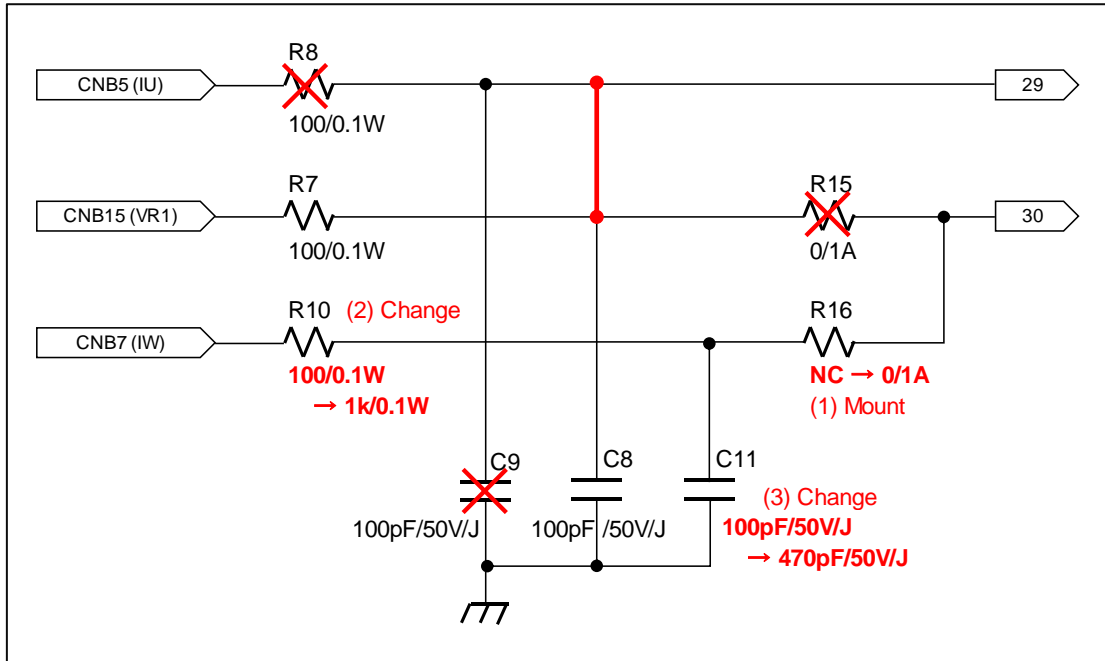 R8
CNB5 (IU)
29
100/0.1W
R7
R15
CNB15 (VR1)
30
100/0.1W
0/1A
R10 (2) Change
R16
CNB7 (IW)
100/0.1W
→ 1k/0.1W
NC → 0/1A
(1) Mount
C9
C8
C11
(3) Change
100pF/50V/J
100pF /50V/J
100pF/50V/J
→ 470pF/50V/J